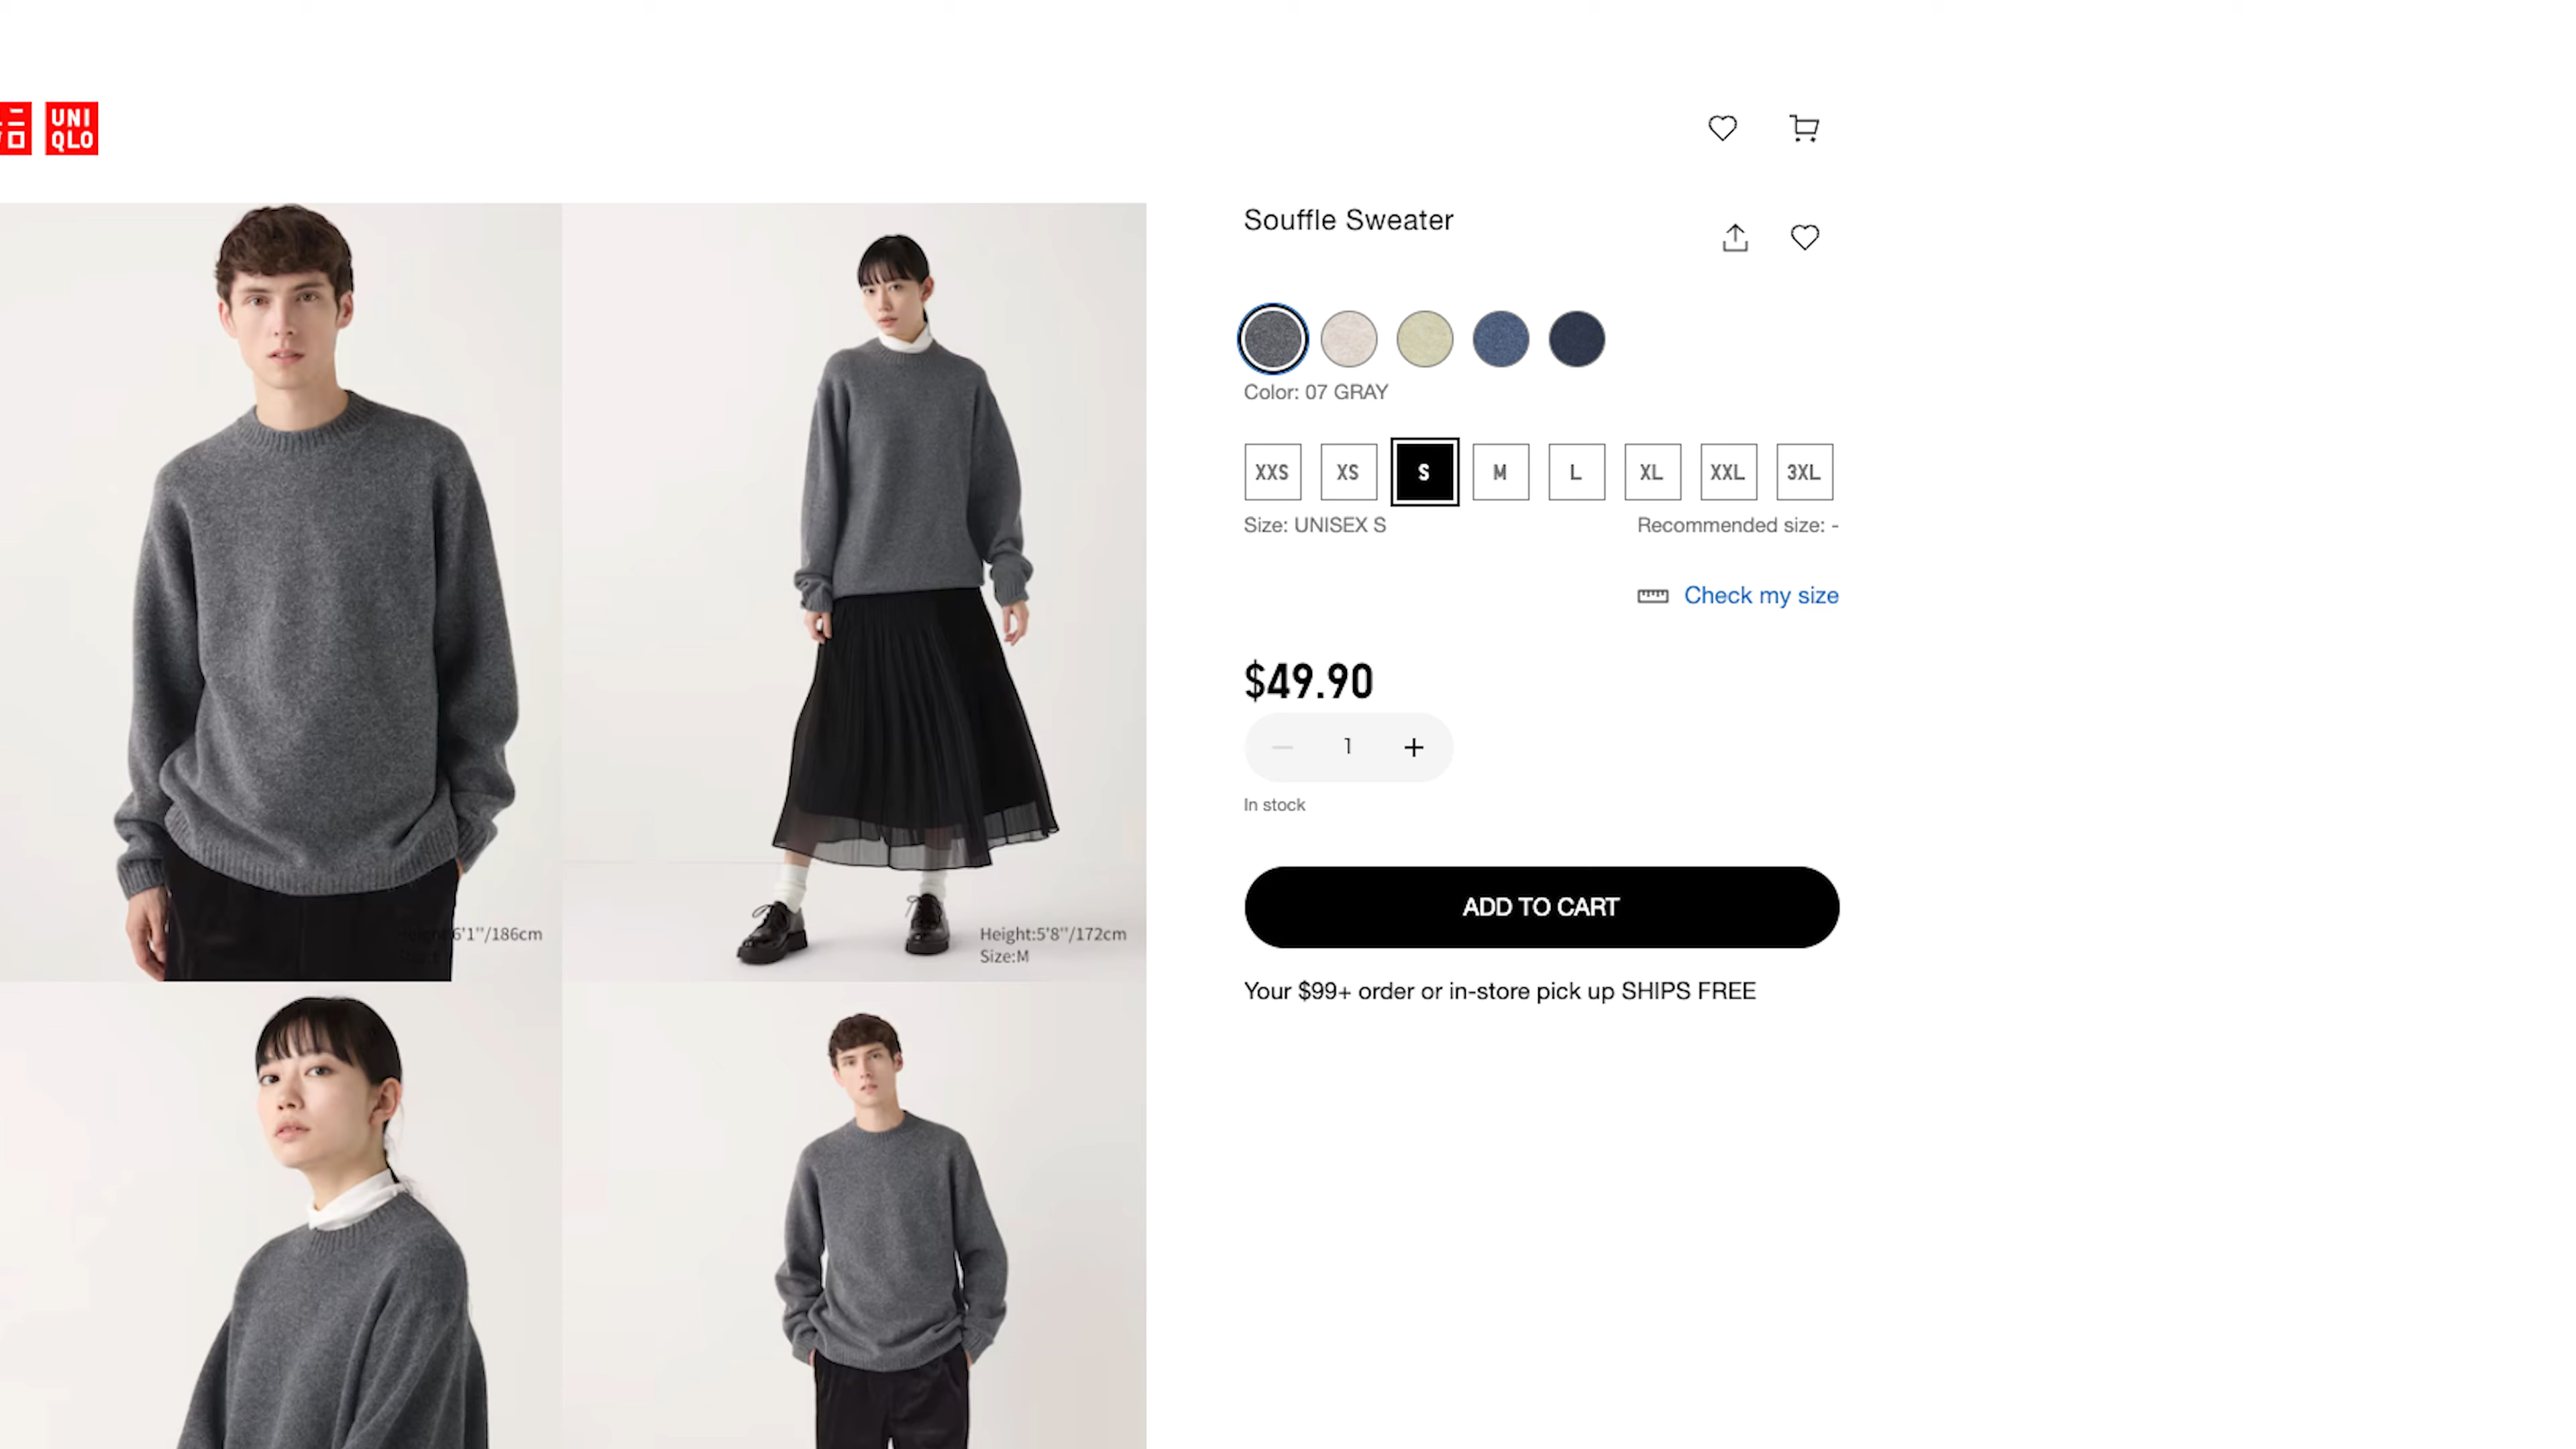 UNI
QLO
Souffle Sweater
Color: 07 GRAY
XXS XS S M L XL XXL 3XL
Size: UNISEX S
Recommended size: -
Check my size
$49.90
1
In stock
ADD TO CART
Your $99+ order or in-store pick up SHIPS FREE
6'1''/186cm
Height:5'8''/172cm
Size:M